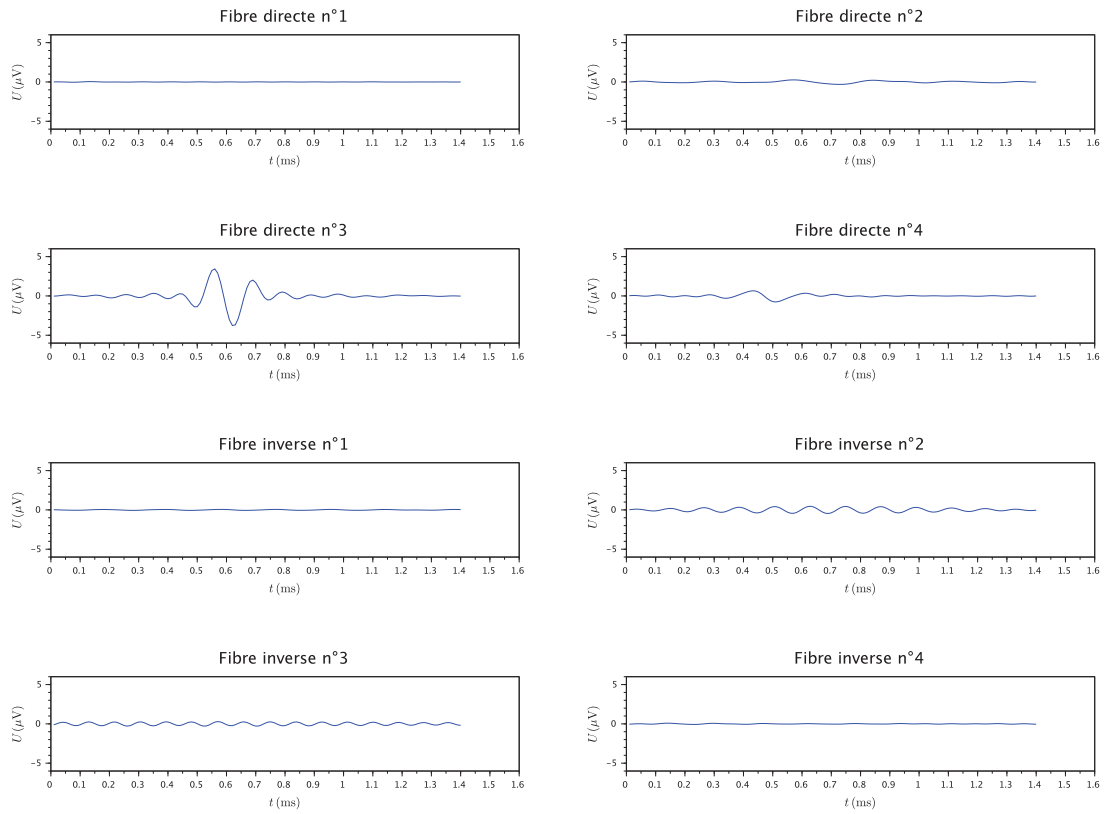 Fibre directe n°1
5
0
−5
U (μV)
0 0.1 0.2 0.3 0.4 0.5 0.6 0.7 0.8 0.9 1 1.1 1.2 1.3 1.4 1.5 1.6
t (ms)
Fibre directe n°2
5
0
−5
U (μV)
0 0.1 0.2 0.3 0.4 0.5 0.6 0.7 0.8 0.9 1 1.1 1.2 1.3 1.4 1.5 1.6
t (ms)
Fibre directe n°3
5
0
−5
U (μV)
0 0.1 0.2 0.3 0.4 0.5 0.6 0.7 0.8 0.9 1 1.1 1.2 1.3 1.4 1.5 1.6
t (ms)
Fibre directe n°4
5
0
−5
U (μV)
0 0.1 0.2 0.3 0.4 0.5 0.6 0.7 0.8 0.9 1 1.1 1.2 1.3 1.4 1.5 1.6
t (ms)
Fibre inverse n°1
5
0
−5
U (μV)
0 0.1 0.2 0.3 0.4 0.5 0.6 0.7 0.8 0.9 1 1.1 1.2 1.3 1.4 1.5 1.6
t (ms)
Fibre inverse n°2
5
0
−5
U (μV)
0 0.1 0.2 0.3 0.4 0.5 0.6 0.7 0.8 0.9 1 1.1 1.2 1.3 1.4 1.5 1.6
t (ms)
Fibre inverse n°3
5
0
−5
U (μV)
0 0.1 0.2 0.3 0.4 0.5 0.6 0.7 0.8 0.9 1 1.1 1.2 1.3 1.4 1.5 1.6
t (ms)
Fibre inverse n°4
5
0
−5
U (μV)
0 0.1 0.2 0.3 0.4 0.5 0.6 0.7 0.8 0.9 1 1.1 1.2 1.3 1.4 1.5 1.6
t (ms)